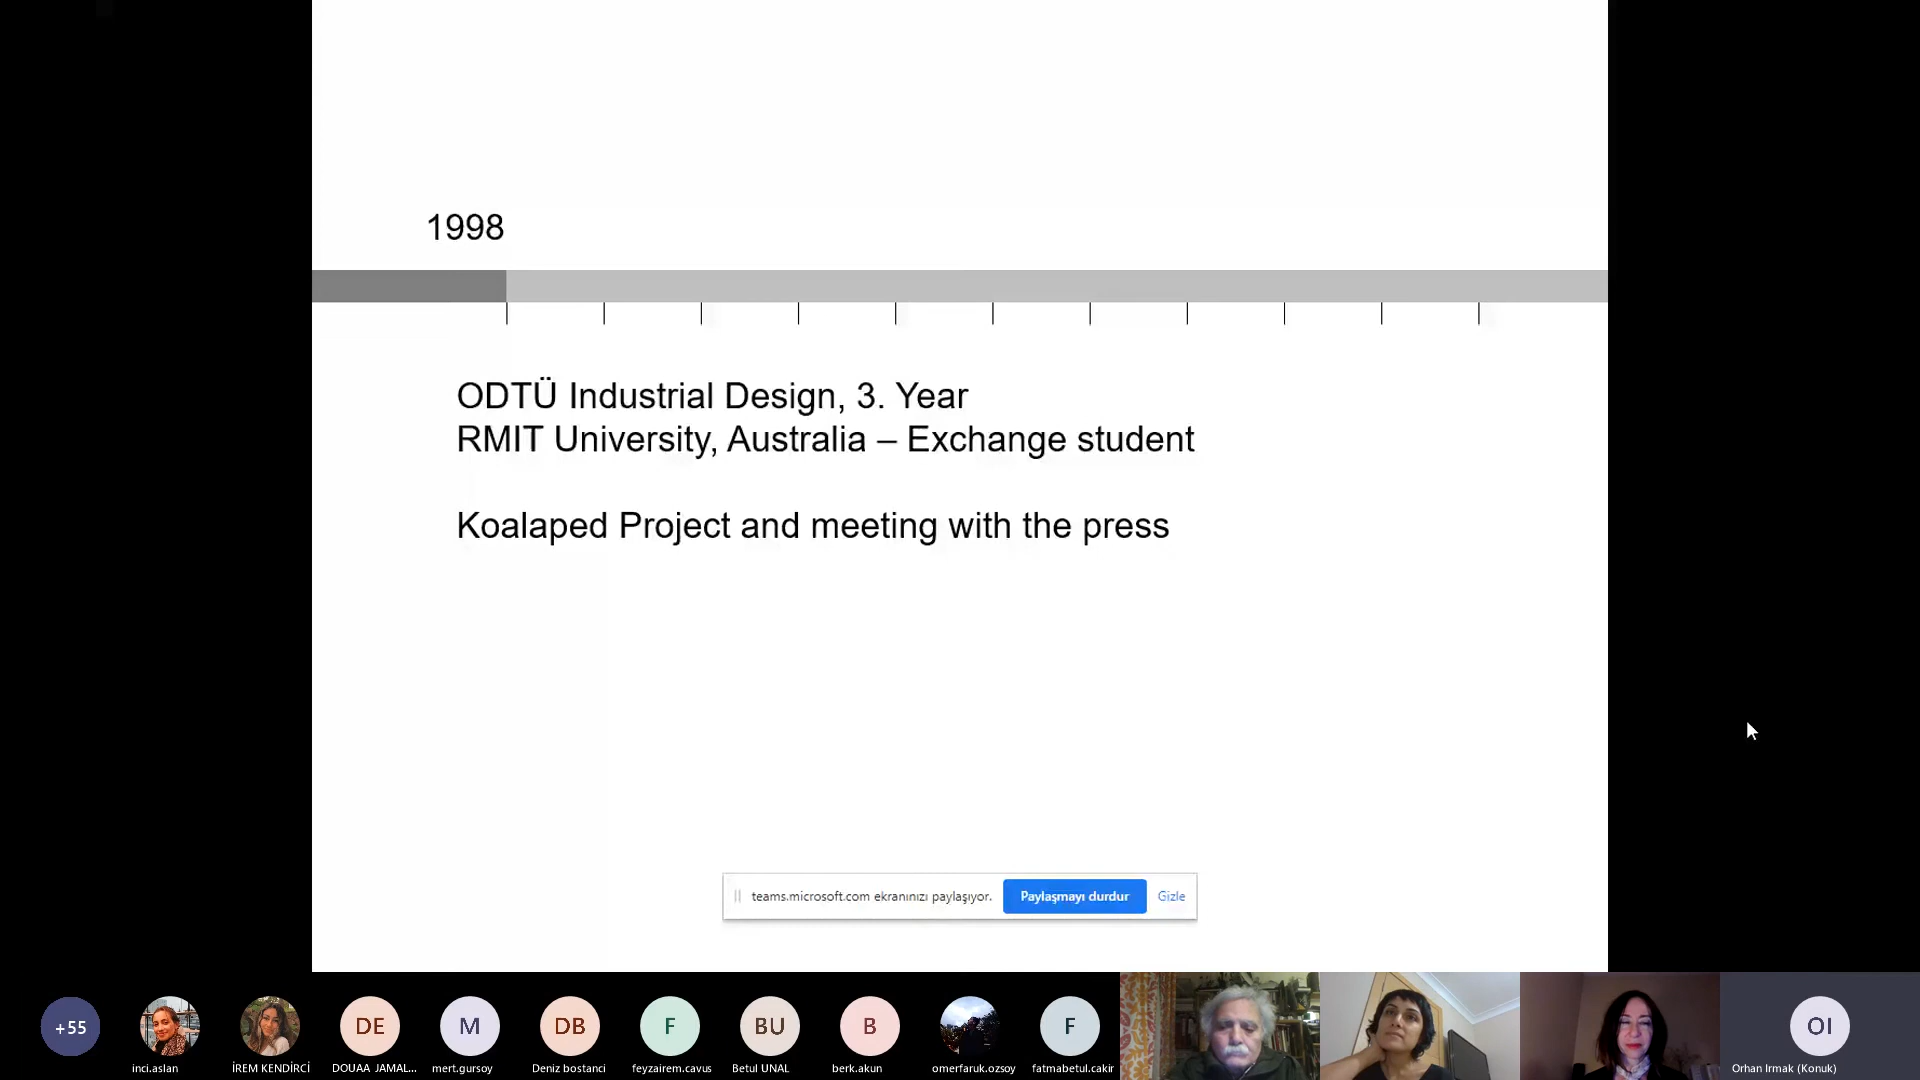 1998
ODTÜ Industrial Design, 3. Year
RMIT University, Australia – Exchange student
Koalaped Project and meeting with the press
teams.microsoft.com ekranınızı paylaşıyor.
Paylaşmayı durdur
Gizle
+55
DE
M
DB
F
BU
B
F
OI
inci.aslan
İREM KENDİRCİ
DOUAA JAMAL...
mert.gursoy
Deniz bostanci
feyzairem.cavus
Betul UNAL
berk.akun
omerfaruk.ozsoy
fatmabetul.cakir
Orhan Irmak (Konuk)